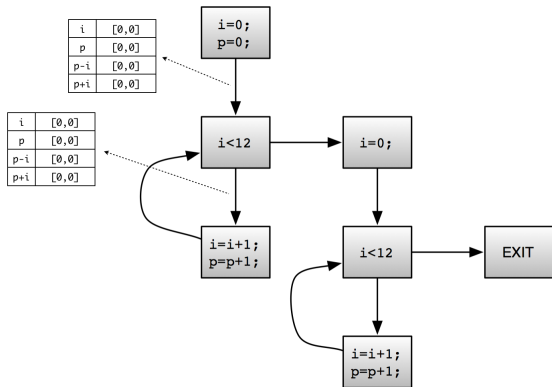 i [0,0]
p [0,0]
p-i [0,0]
p+i [0,0]
i=0;
p=0;
i [0,0]
p [0,0]
p-i [0,0]
p+i [0,0]
i<12
i=0;
i=i+1;
p=p+1;
i<12
EXIT
i=i+1;
p=p+1;